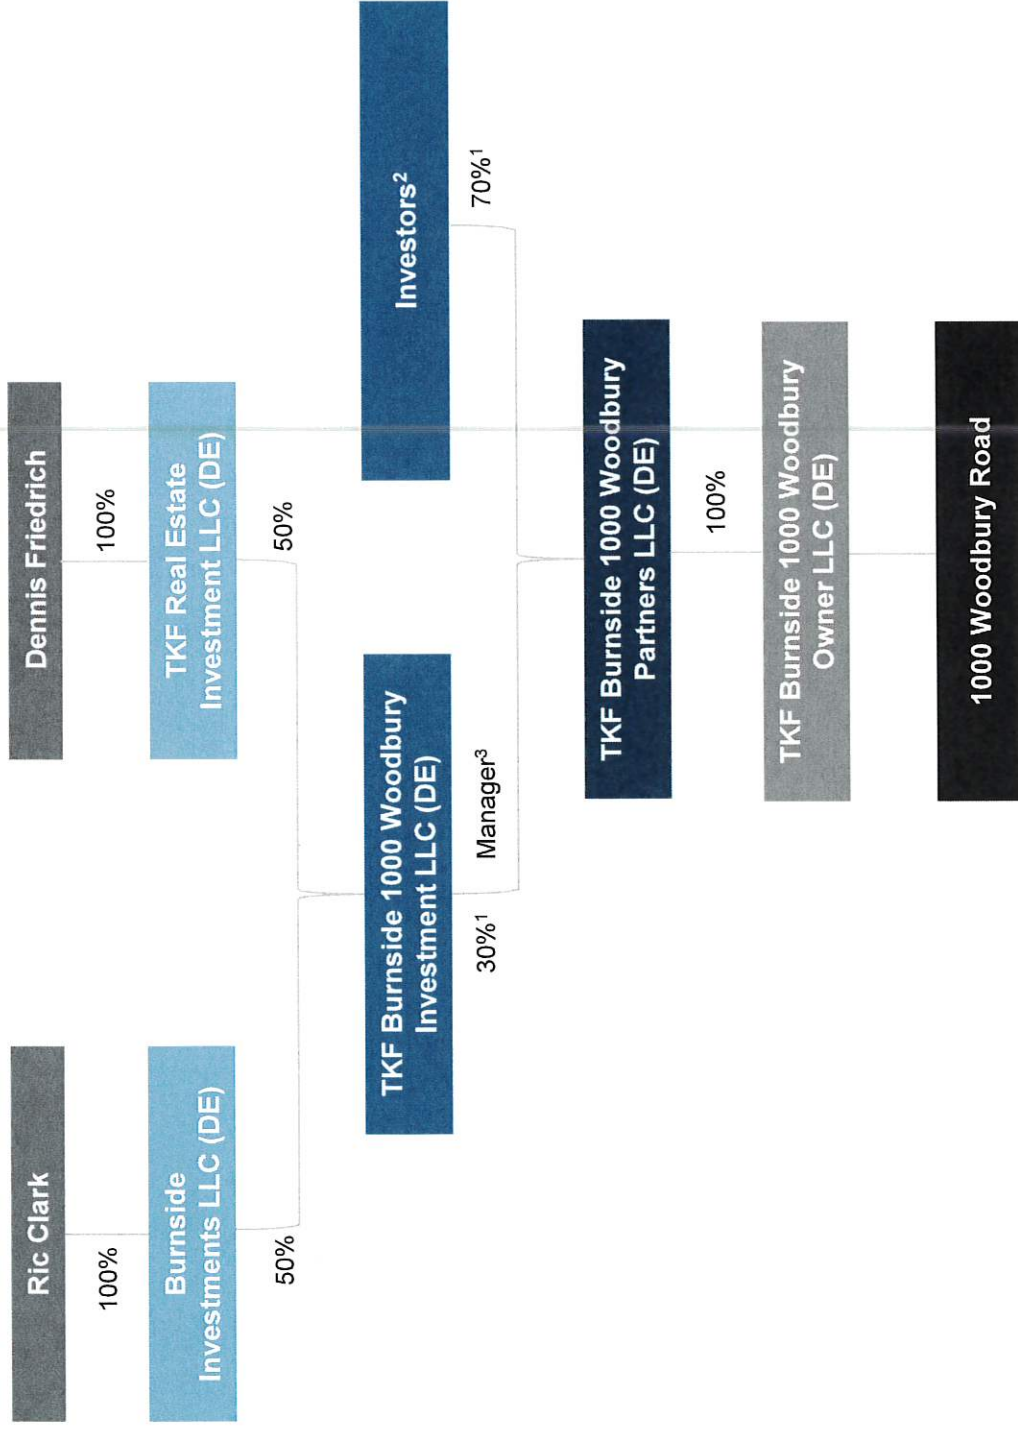 Ric Clark
Dennis Friedrich
100%
100%
Burnside
Investments LLC (DE)
TKF Real Estate
Investment LLC (DE)
50%
50%
TKF Burnside 1000 Woodbury
Investment LLC (DE)
Investors²
30%¹
Manager³
70%¹
TKF Burnside 1000 Woodbury
Partners LLC (DE)
100%
TKF Burnside 1000 Woodbury
Owner LLC (DE)
1000 Woodbury Road